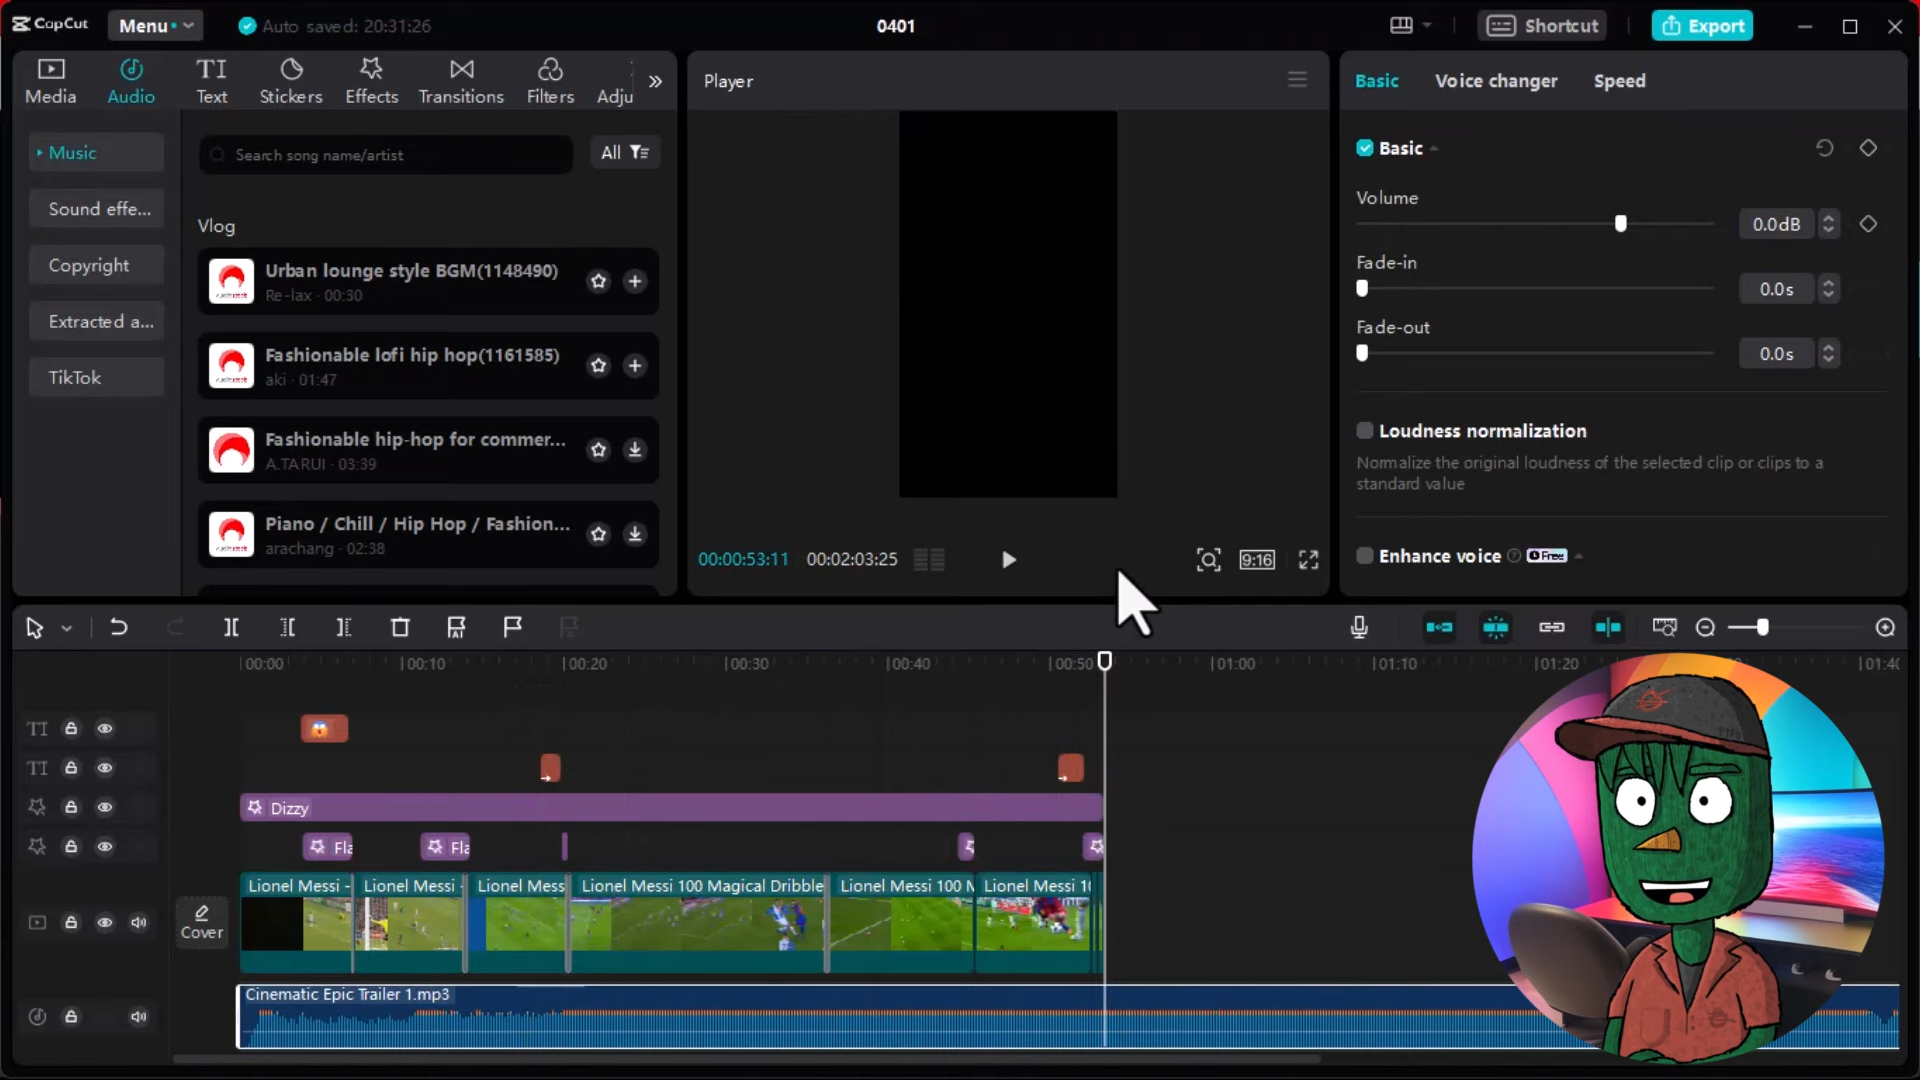 CapCut
Menu
Auto saved: 20:31:26
0401
Shortcut
Export
Media
Audio
Text
Stickers
Effects
Transitions
Filters
Adju
Player
Basic
Voice changer
Speed
Music
Sound effe...
Copyright
Extracted a...
TikTok
Search song name/artist
All
Vlog
Urban lounge style BGM(1148490)
Re-lax · 00:30
Fashionable lofi hip hop(1161585)
aki · 01:47
Fashionable hip-hop for commer...
A.TARUI · 03:39
Piano / Chill / Hip Hop / Fashion...
arachang · 02:38
00:00:53:11
00:02:03:25
9:16
Basic
Volume
0.0dB
Fade-in
0.0s
Fade-out
0.0s
Loudness normalization
Normalize the original loudness of the selected clip or clips to a
standard value
Enhance voice
Free
00:00
00:10
00:20
00:30
00:40
00:50
01:00
01:10
01:20
Dizzy
Fla
Fla
Cover
Lionel Messi -
Lionel Messi -
Lionel Mess
Lionel Messi 100 Magical Dribble
Lionel Messi 100 M
Lionel Messi 10
Cinematic Epic Trailer 1.mp3